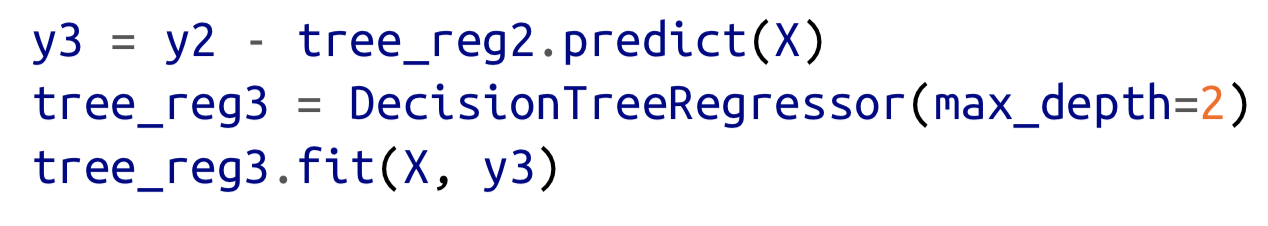 y3 = y2 - tree_reg2.predict(X)
tree_reg3 = DecisionTreeRegressor(max_depth=2)
tree_reg3.fit(X, y3)